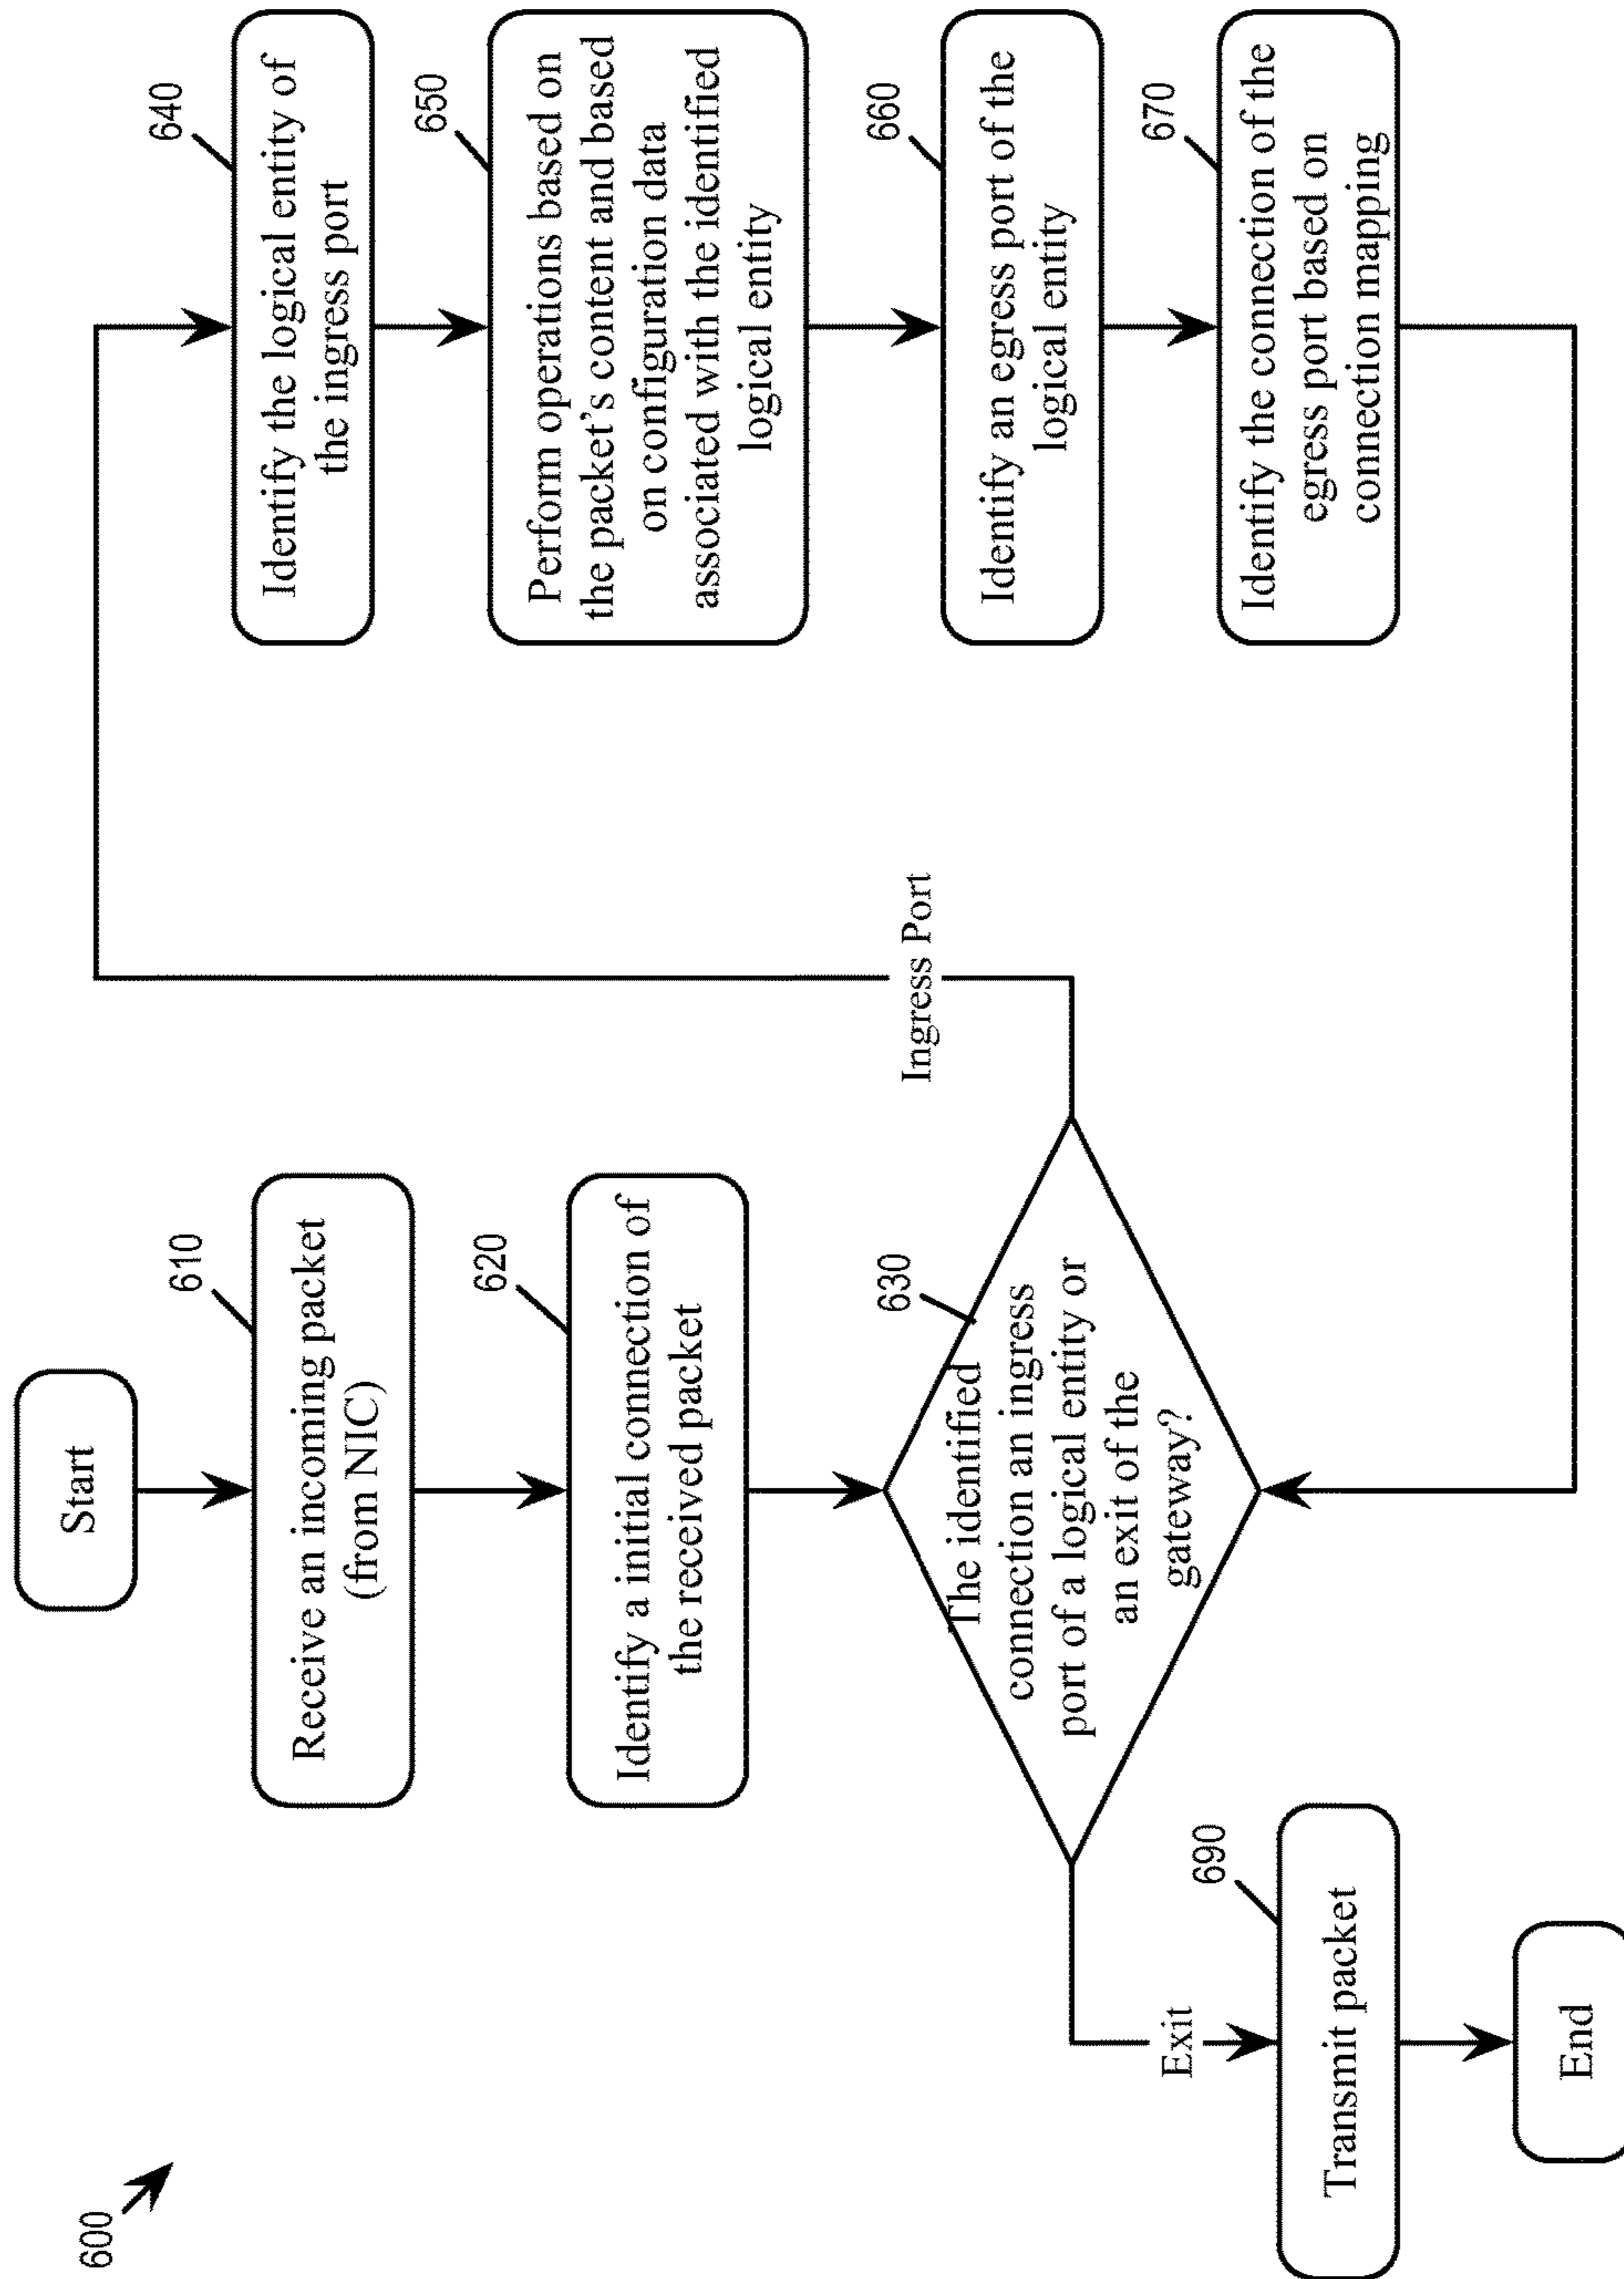 600
Start
610
Receive an incoming packet
(from NIC)
620
Identify a initial connection of
the received packet
630
The identified
connection an ingress
port of a logical entity or
an exit of the
gateway?
Exit
690
Transmit packet
End
Ingress Port
640
Identify the logical entity of
the ingress port
650
Perform operations based on
the packet's content and based
on configuration data
associated with the identified
logical entity
660
Identify an egress port of the
logical entity
670
Identify the connection of the
egress port based on
connection mapping